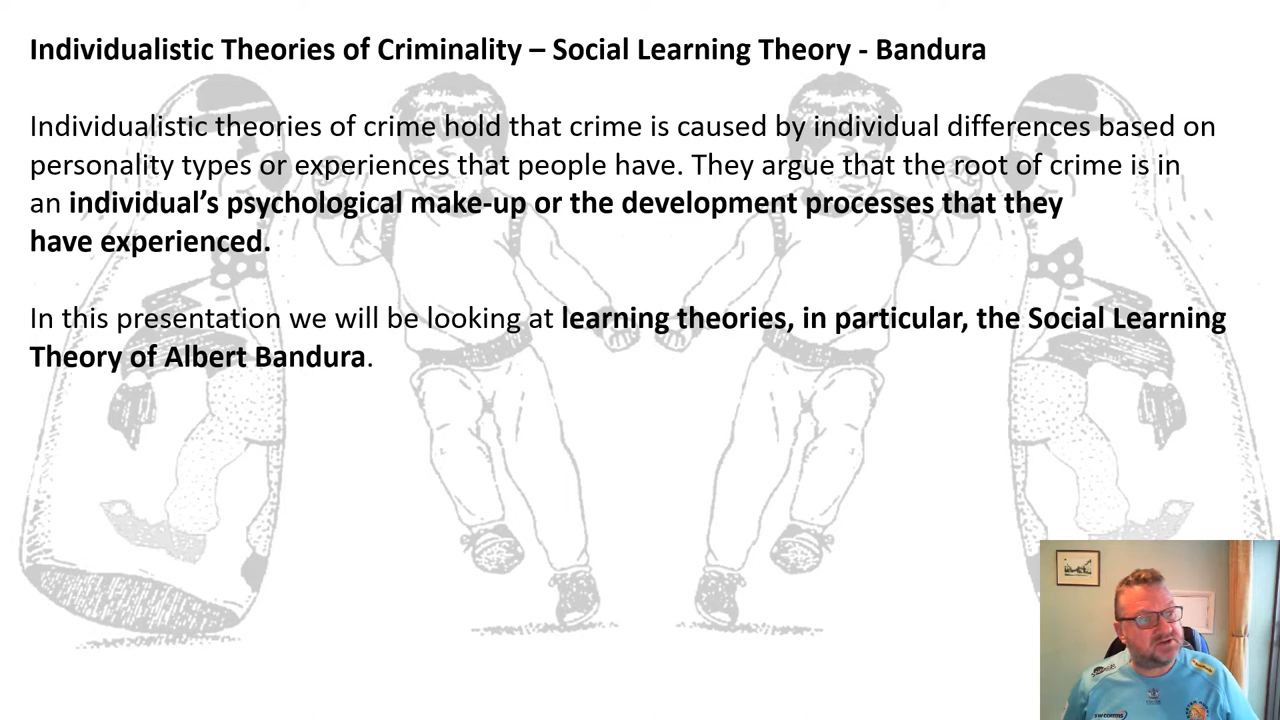 Individualistic Theories of Criminality – Social Learning Theory - Bandura
Individualistic theories of crime hold that crime is caused by individual differences based on
personality types or experiences that people have. They argue that the root of crime is in
an individual’s psychological make-up or the development processes that they
have experienced.
In this presentation we will be looking at learning theories, in particular, the Social Learning
Theory of Albert Bandura.